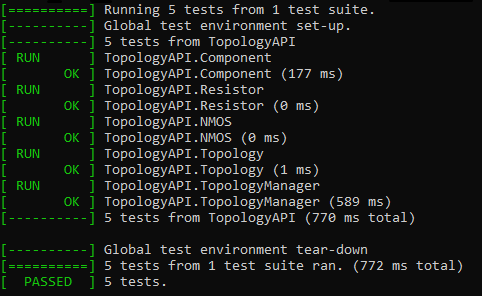 [==========] Running 5 tests from 1 test suite.
[----------] Global test environment set-up.
[----------] 5 tests from TopologyAPI
[ RUN      ] TopologyAPI.Component
[       OK ] TopologyAPI.Component (177 ms)
[ RUN      ] TopologyAPI.Resistor
[       OK ] TopologyAPI.Resistor (0 ms)
[ RUN      ] TopologyAPI.NMOS
[       OK ] TopologyAPI.NMOS (0 ms)
[ RUN      ] TopologyAPI.Topology
[       OK ] TopologyAPI.Topology (1 ms)
[ RUN      ] TopologyAPI.TopologyManager
[       OK ] TopologyAPI.TopologyManager (589 ms)
[----------] 5 tests from TopologyAPI (770 ms total)

[----------] Global test environment tear-down
[==========] 5 tests from 1 test suite ran. (772 ms total)
[  PASSED  ] 5 tests.